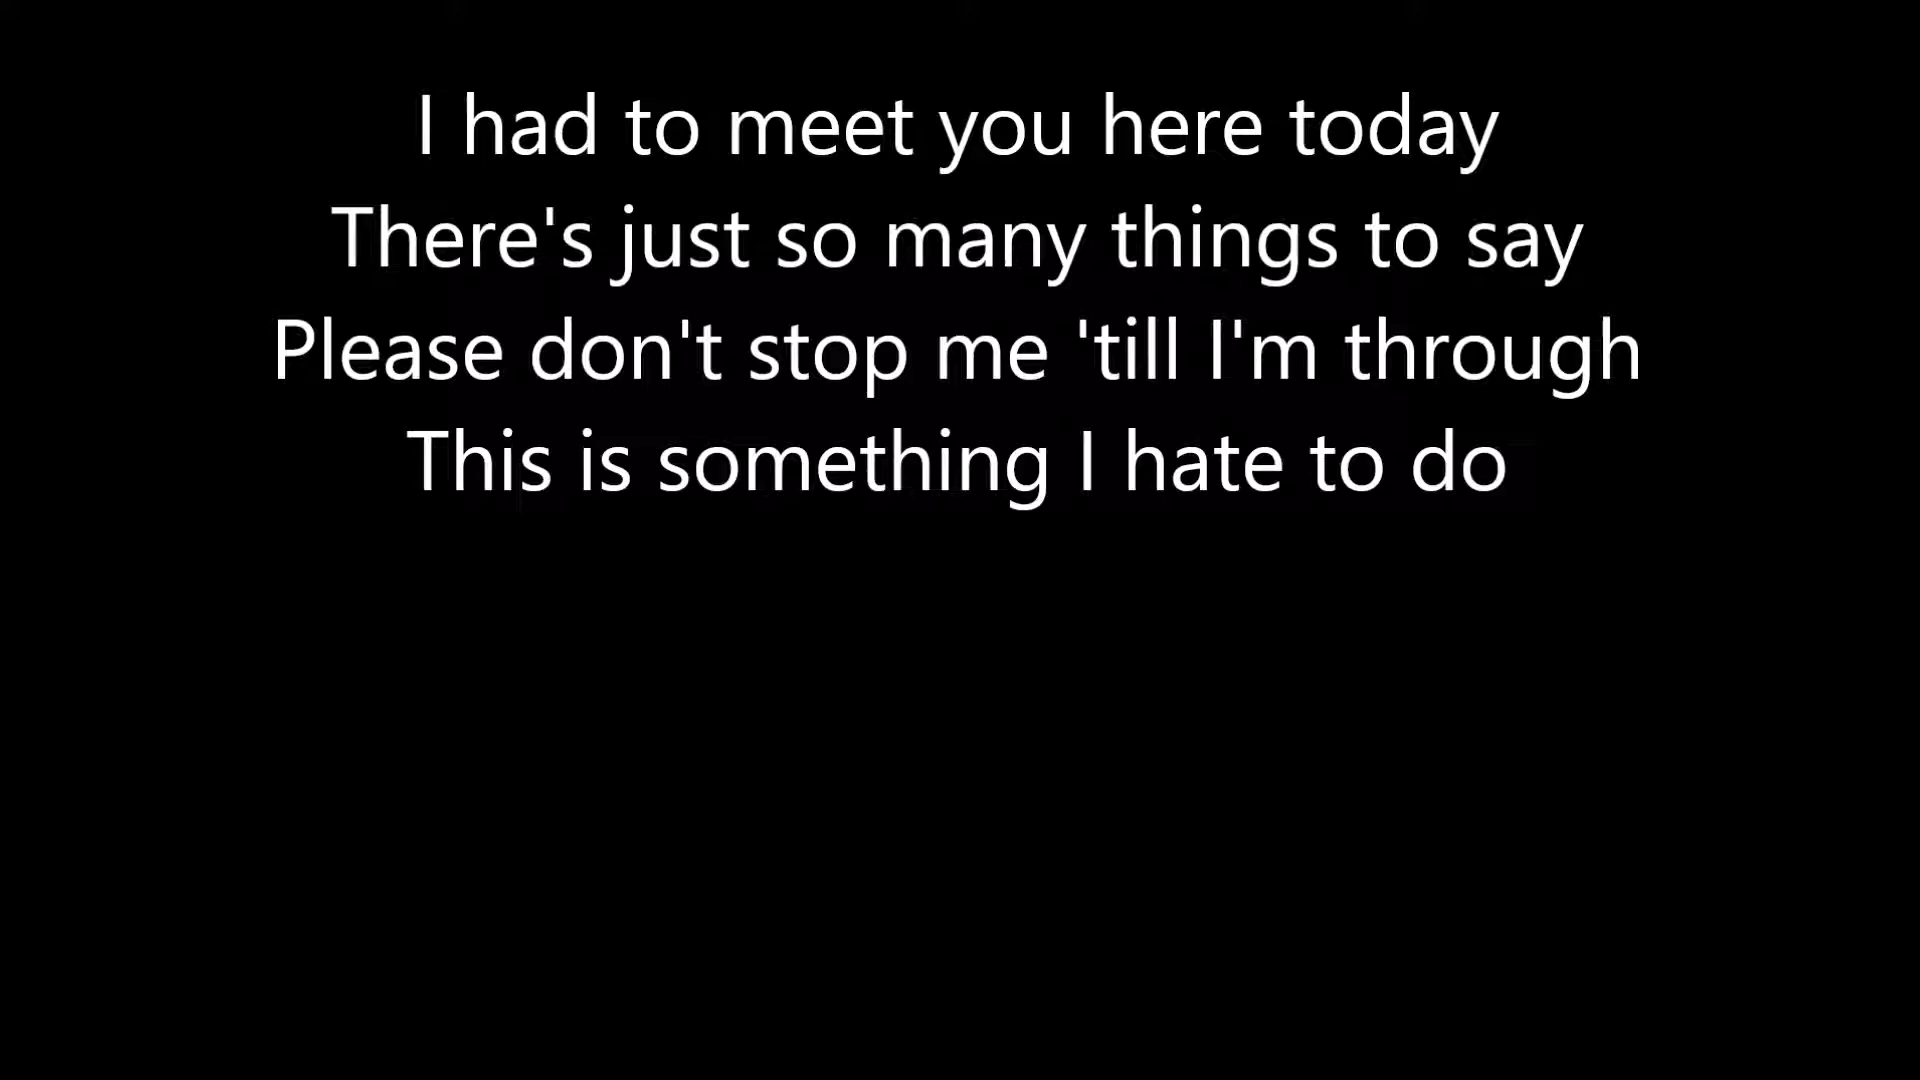 I had to meet you here today
There's just so many things to say
Please don't stop me 'till I'm through
This is something I hate to do